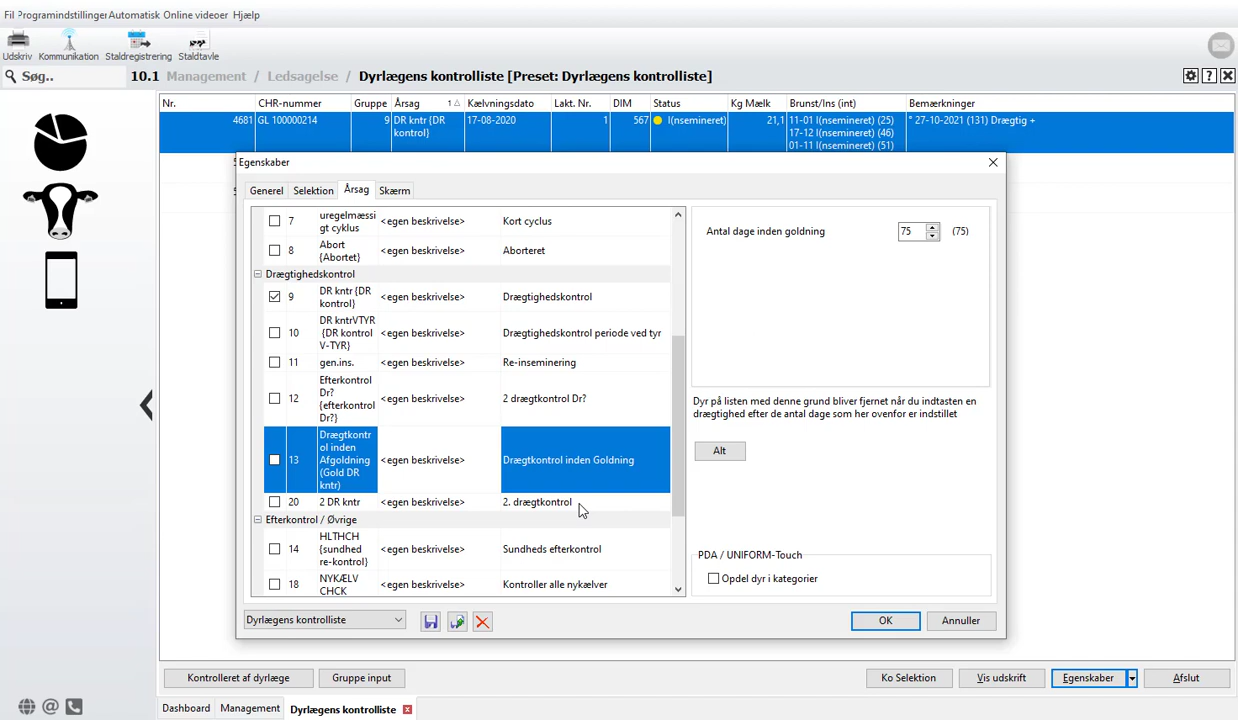 Fil Programindstillinger Automatisk Online videoer Hjælp
Udskriv Kommunikation Staldregistrering Staldtavle
Søg.. 10.1 Management / Ledsagelse / Dyrlægens kontrolliste [Preset: Dyrlægens kontrolliste]
Nr. CHR-nummer Gruppe Årsag 1 Kælvningsdato Lakt. Nr. DIM Status Kg Mælk Brunst/Ins (int) Bemærkninger
4681 GL 100000214 9 DR kntr {DR 17-08-2020 1 567 I(nsemineret) 21,1 11-01 I(nsemineret) (25) * 27-10-2021 (131) Drægtig +
kontrol} 17-12 I(nsemineret) (46)
01-11 I(nsemineret) (51)
5
5
Egenskaber
Generel Selektion Årsag Skærm
7 uregelmæssi <egen beskrivelse> Kort cyclus
gt cyklus
8 Abort <egen beskrivelse> Aborteret
{Abortet}
Drægtighedskontrol
9 DR kntr {DR <egen beskrivelse> Drægtighedskontrol
kontrol}
10 DR kntrVTYR <egen beskrivelse> Drægtighedskontrol periode ved tyr
{DR kontrol
V-TYR}
11 gen.ins. <egen beskrivelse> Re-inseminering
12 Efterkontrol <egen beskrivelse> 2 drægtkontrol Dr?
Dr?
{efterkontrol
Dr?}
13 Drægtkontr <egen beskrivelse> Drægtkontrol inden Goldning
ol inden
Afgoldning
(Gold DR
kntr)
20 2 DR kntr <egen beskrivelse> 2. drægtkontrol
Efterkontrol / Øvrige
14 HLTHCH <egen beskrivelse> Sundheds efterkontrol
{sundhed
re-kontrol}
18 NYKÆLV <egen beskrivelse> Kontroller alle nykælver
CHCK
Antal dage inden goldning 75 (75)
Dyr på listen med denne grund bliver fjernet når du indtasten en
drægtighed efter de antal dage som her ovenfor er indstillet
Alt
PDA / UNIFORM-Touch
Opdel dyr i kategorier
Dyrlægens kontrolliste OK Annuller
Kontrolleret af dyrlæge Gruppe input Ko Selektion Vis udskrift Egenskaber Afslut
Dashboard Management Dyrlægens kontrolliste